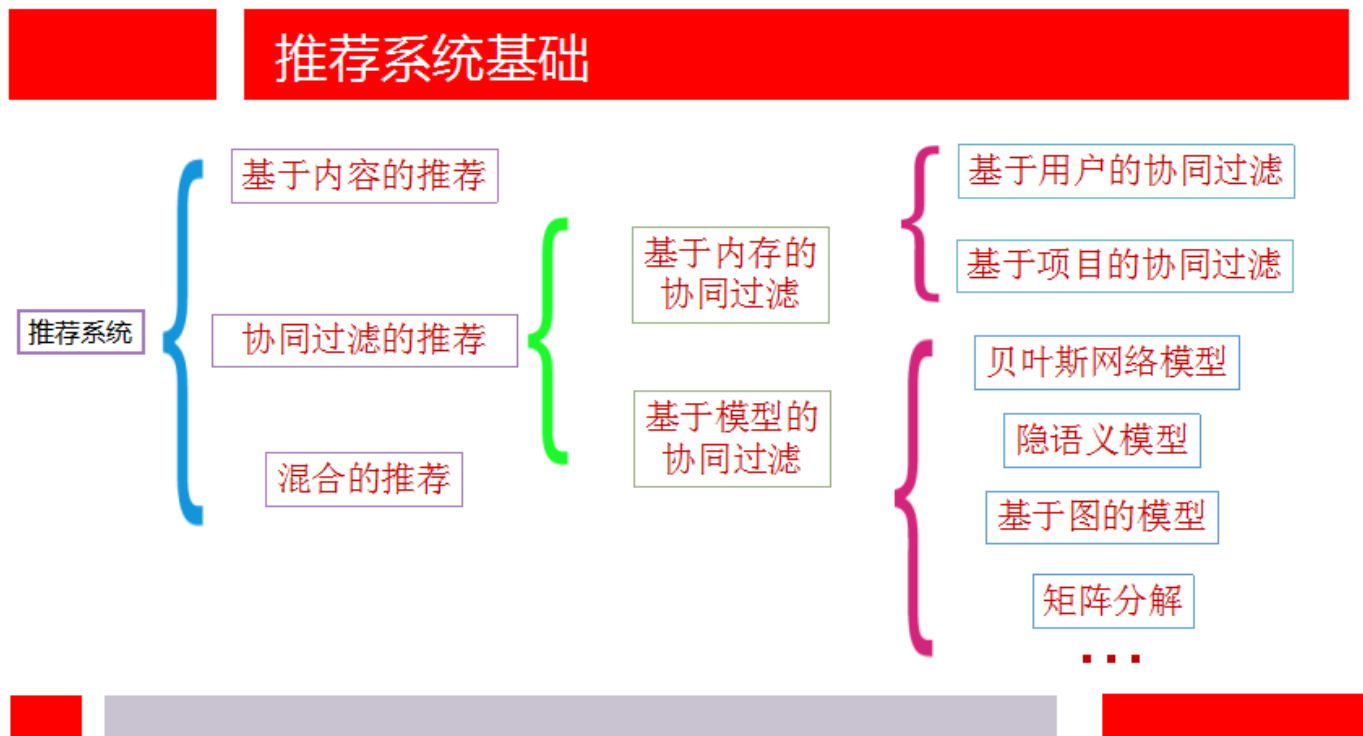 推荐系统基础
推荐系统
基于内容的推荐
协同过滤的推荐
混合的推荐
基于内存的
协同过滤
基于模型的
协同过滤
基于用户的协同过滤
基于项目的协同过滤
贝叶斯网络模型
隐语义模型
基于图的模型
矩阵分解
...